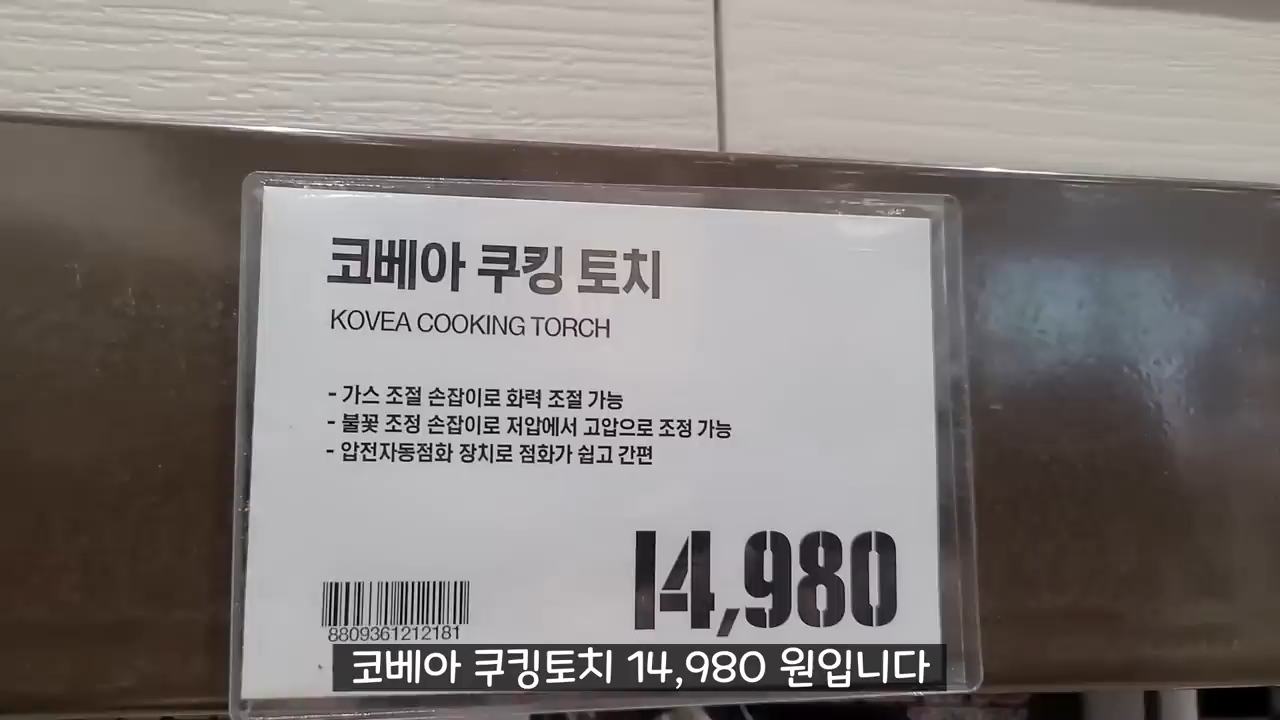 코베아 쿠킹 토치
KOVEA COOKING TORCH
- 가스 조절 손잡이로 화력 조절 가능
- 불꽃 조정 손잡이로 저압에서 고압으로 조정 가능
- 압전자동점화 장치로 점화가 쉽고 간편
14,980
8809361212181
코베아 쿠킹토치 14,980 원입니다